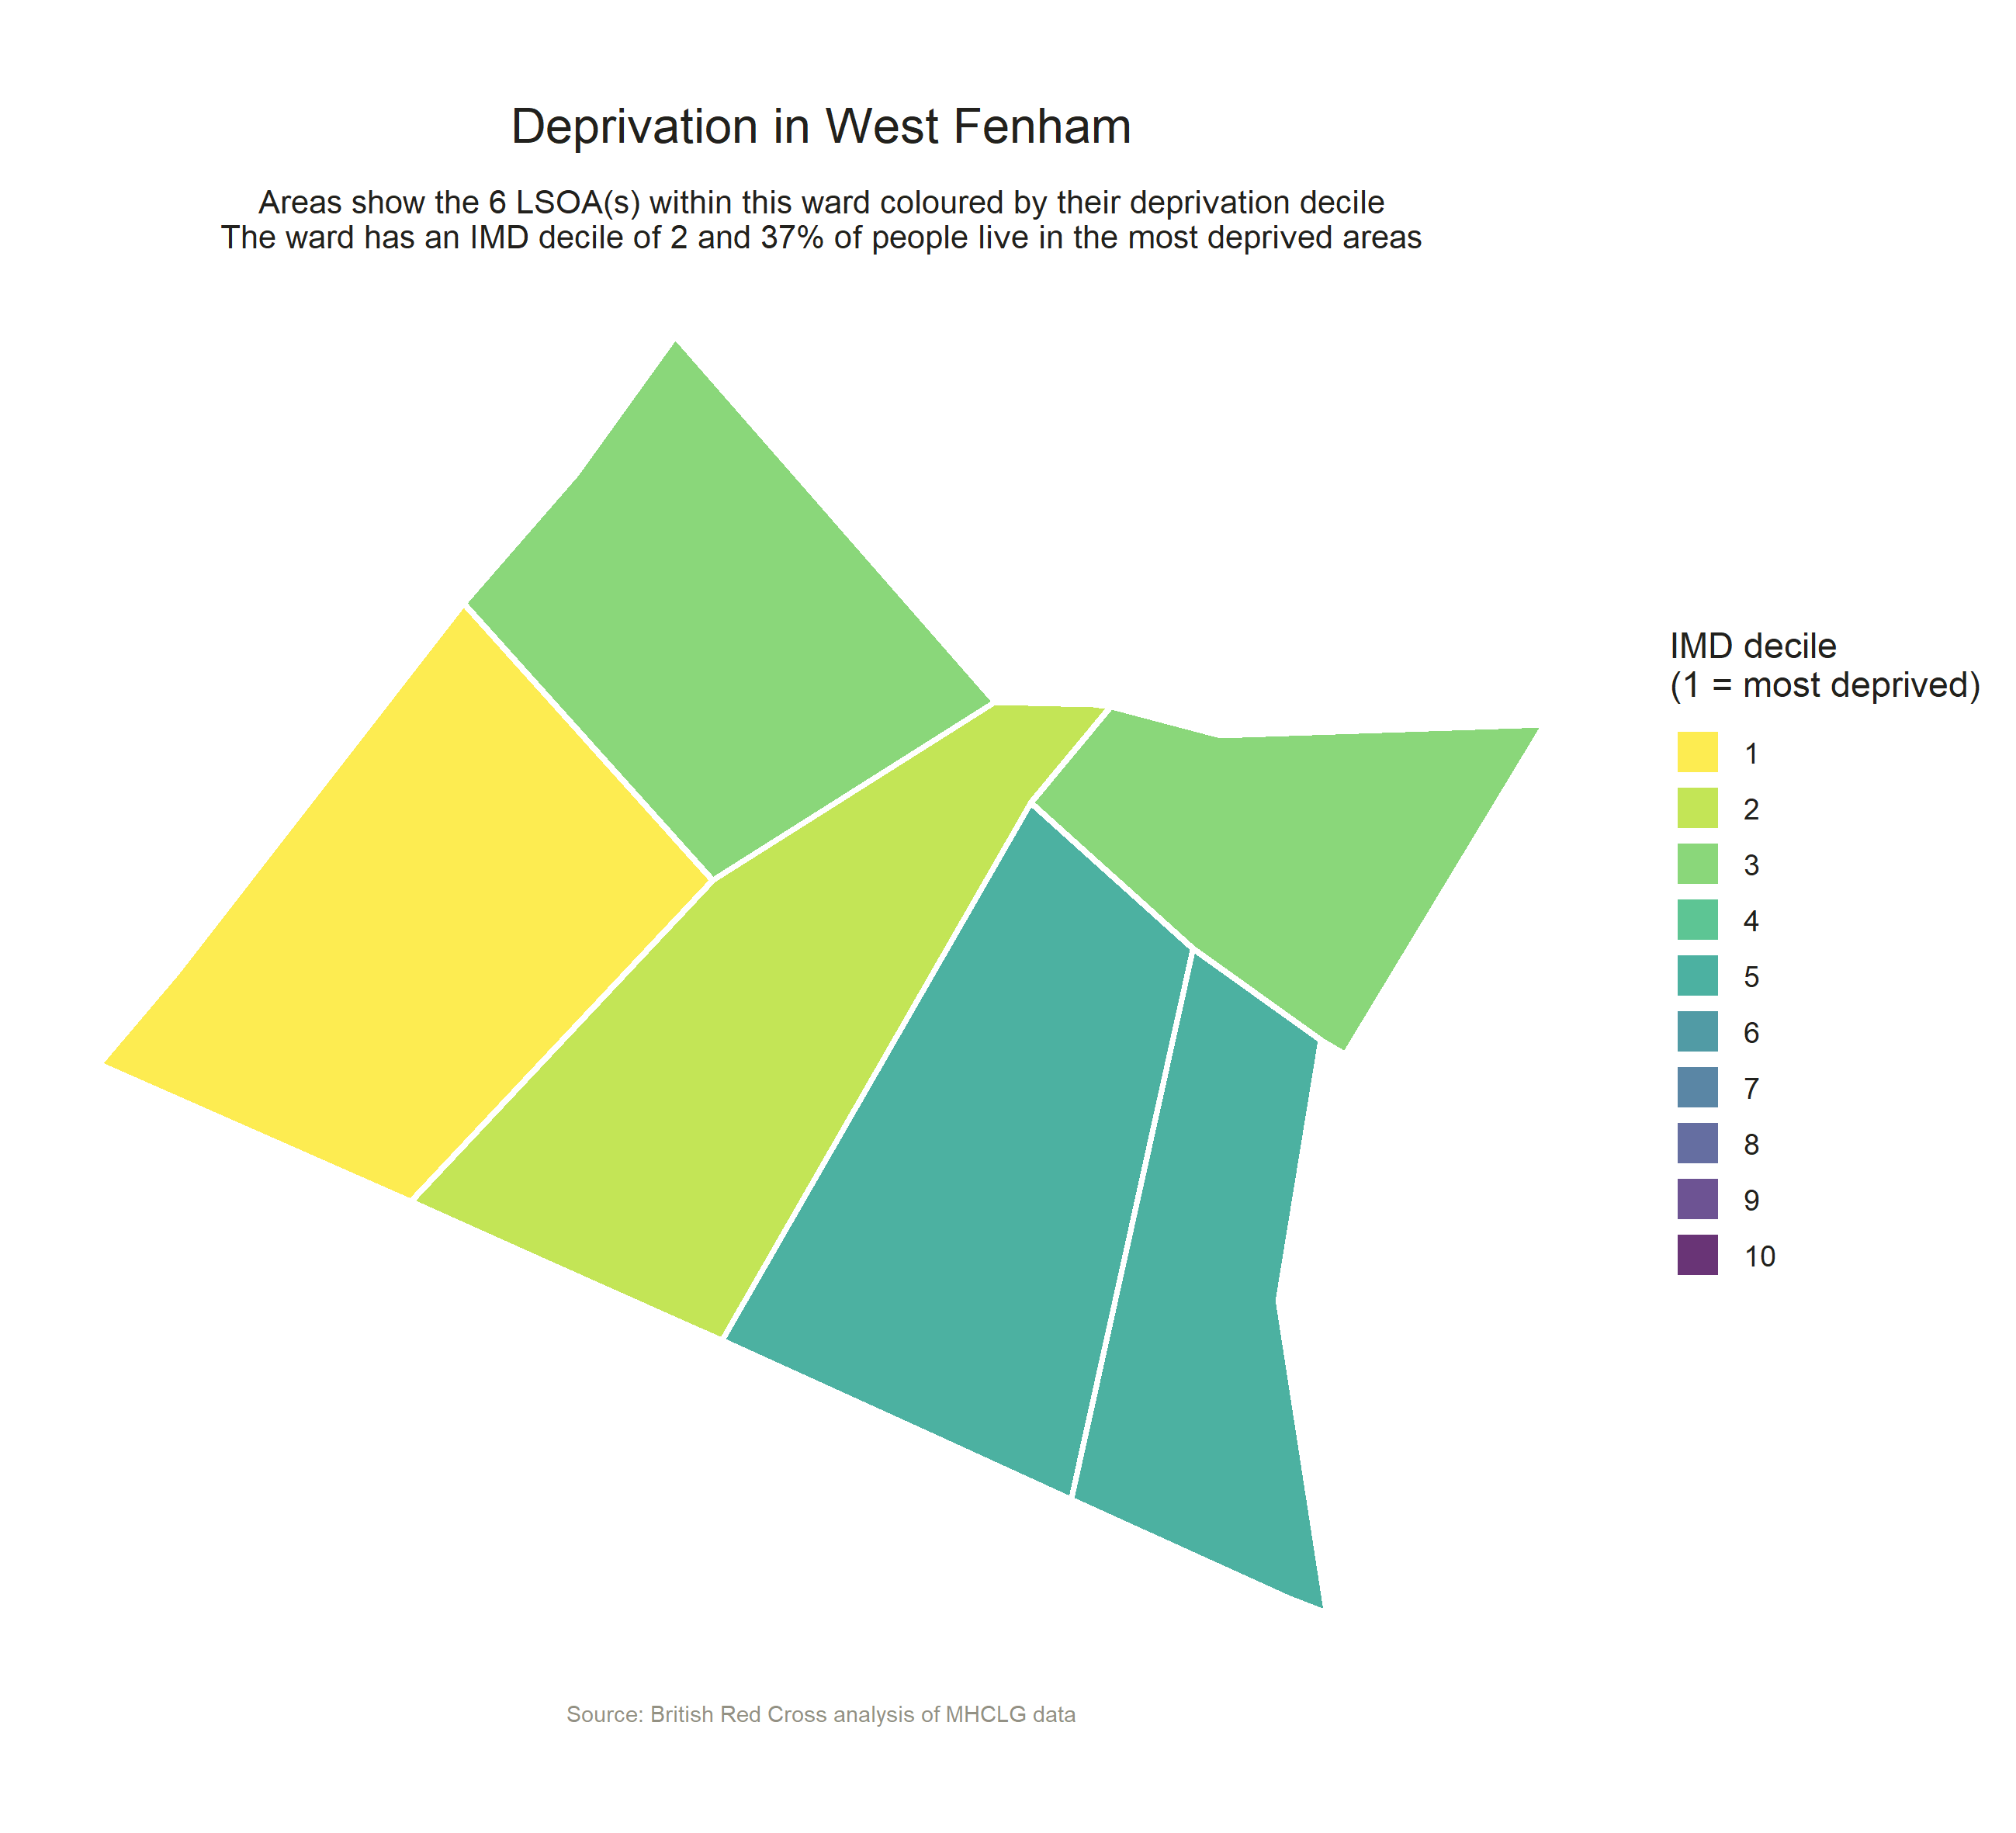 Deprivation in West Fenham
Areas show the 6 LSOA(s) within this ward coloured by their deprivation decile
The ward has an IMD decile of 2 and 37% of people live in the most deprived areas
IMD decile
(1 = most deprived)
1
2
3
4
5
6
7
8
9
10
Source: British Red Cross analysis of MHCLG data